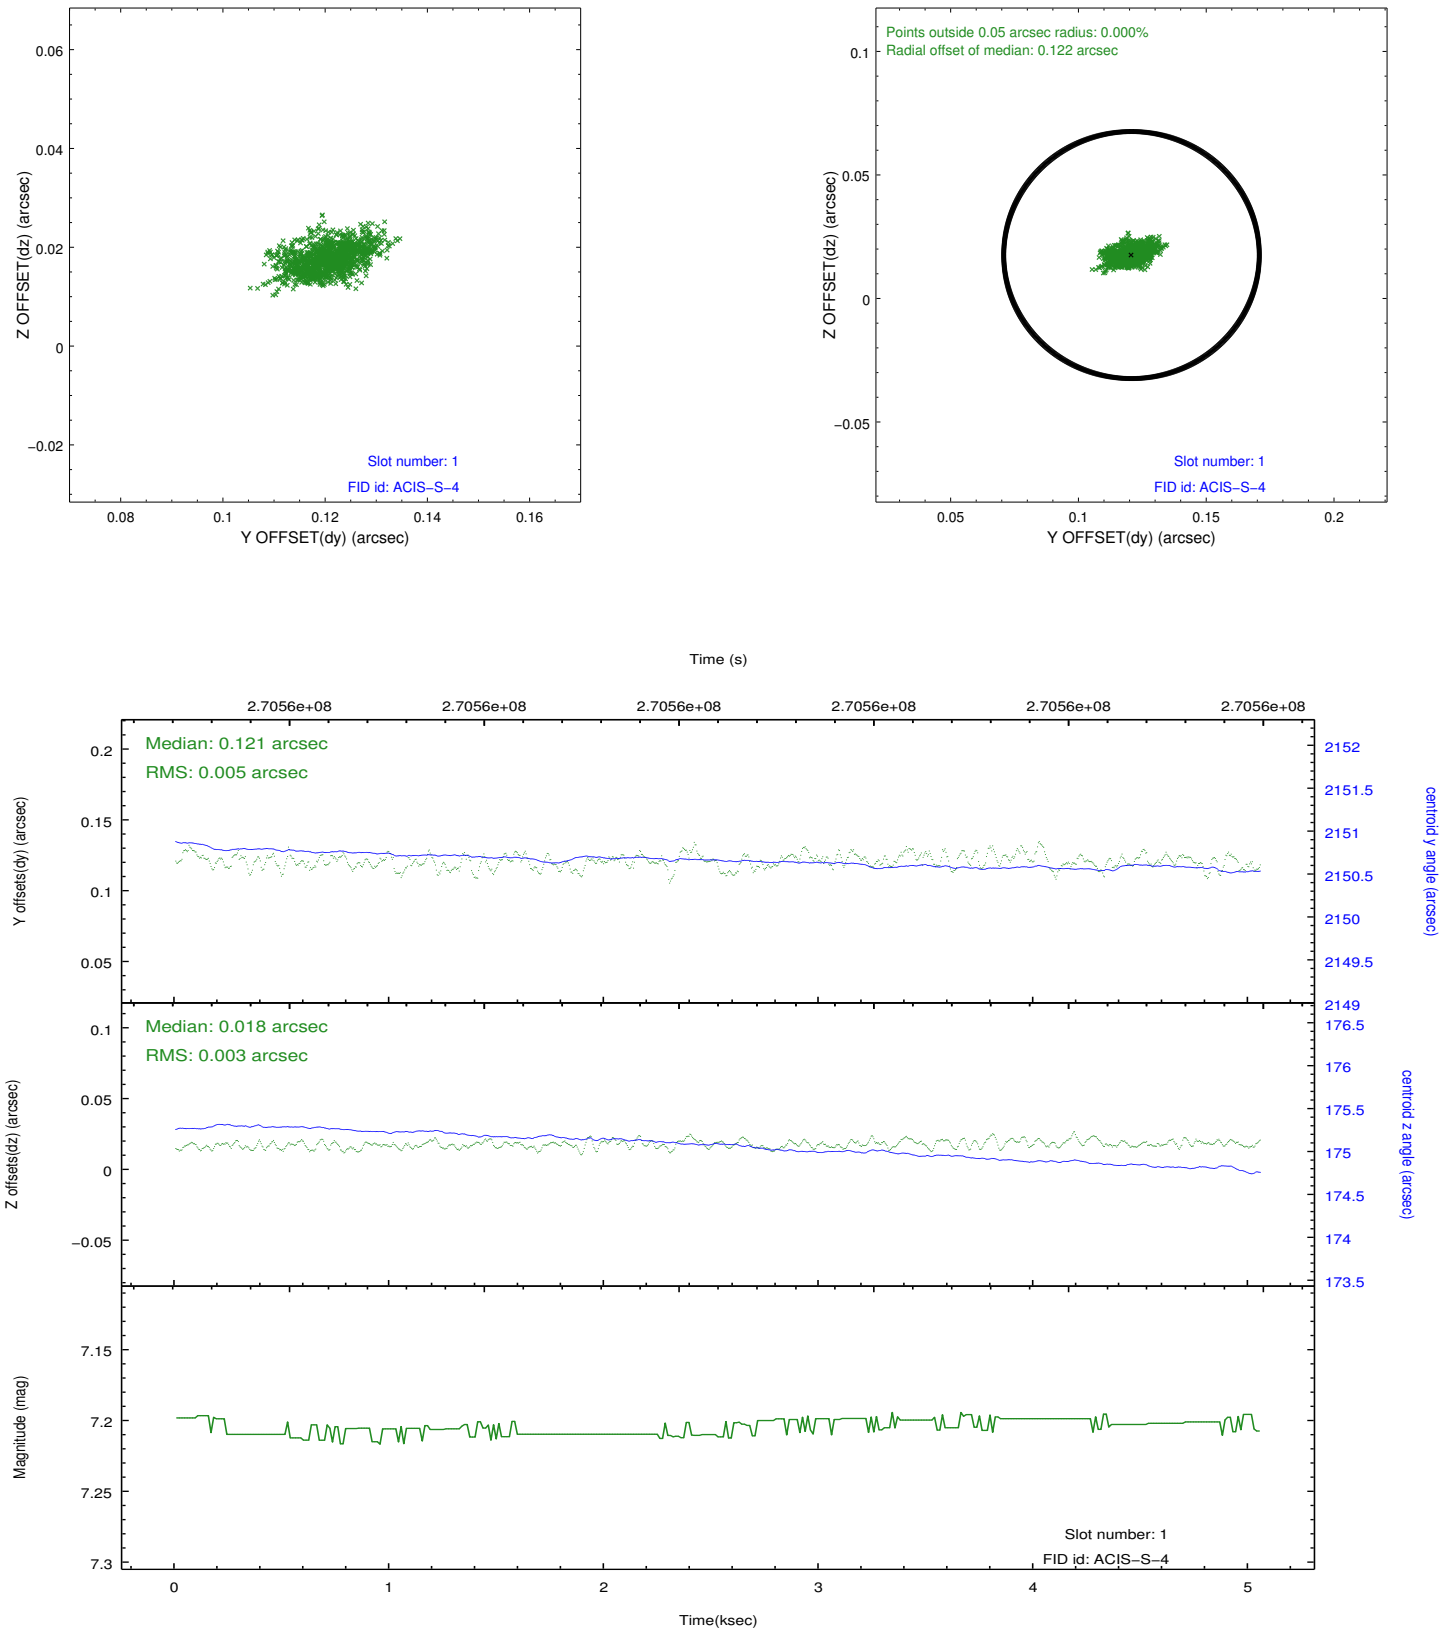 0.06
0.04
0.02
0
−0.02
Z OFFSET(dz) (arcsec)
Slot number: 1
FID id: ACIS−S−4
0.08 0.1 0.12 0.14 0.16
Y OFFSET(dy) (arcsec)
Points outside 0.05 arcsec radius: 0.000%
Radial offset of median: 0.122 arcsec
0.1
0.05
0
−0.05
Z OFFSET(dz) (arcsec)
Slot number: 1
FID id: ACIS−S−4
0.05 0.1 0.15 0.2
Y OFFSET(dy) (arcsec)
Time (s)
2.7056e+08 2.7056e+08 2.7056e+08 2.7056e+08 2.7056e+08 2.7056e+08
Median: 0.121 arcsec
RMS: 0.005 arcsec
0.2
0.15
0.1
0.05
Y offsets(dy) (arcsec)
2152
2151.5
2151
2150.5
2150
2149.5
2149
centroid y angle (arcsec)
Median: 0.018 arcsec
RMS: 0.003 arcsec
0.1
0.05
0
−0.05
Z offsets(dz) (arcsec)
176.5
176
175.5
175
174.5
174
173.5
centroid z angle (arcsec)
7.15
7.2
7.25
7.3
Magnitude (mag)
Slot number: 1
FID id: ACIS−S−4
0 1 2 3 4 5
Time(ksec)